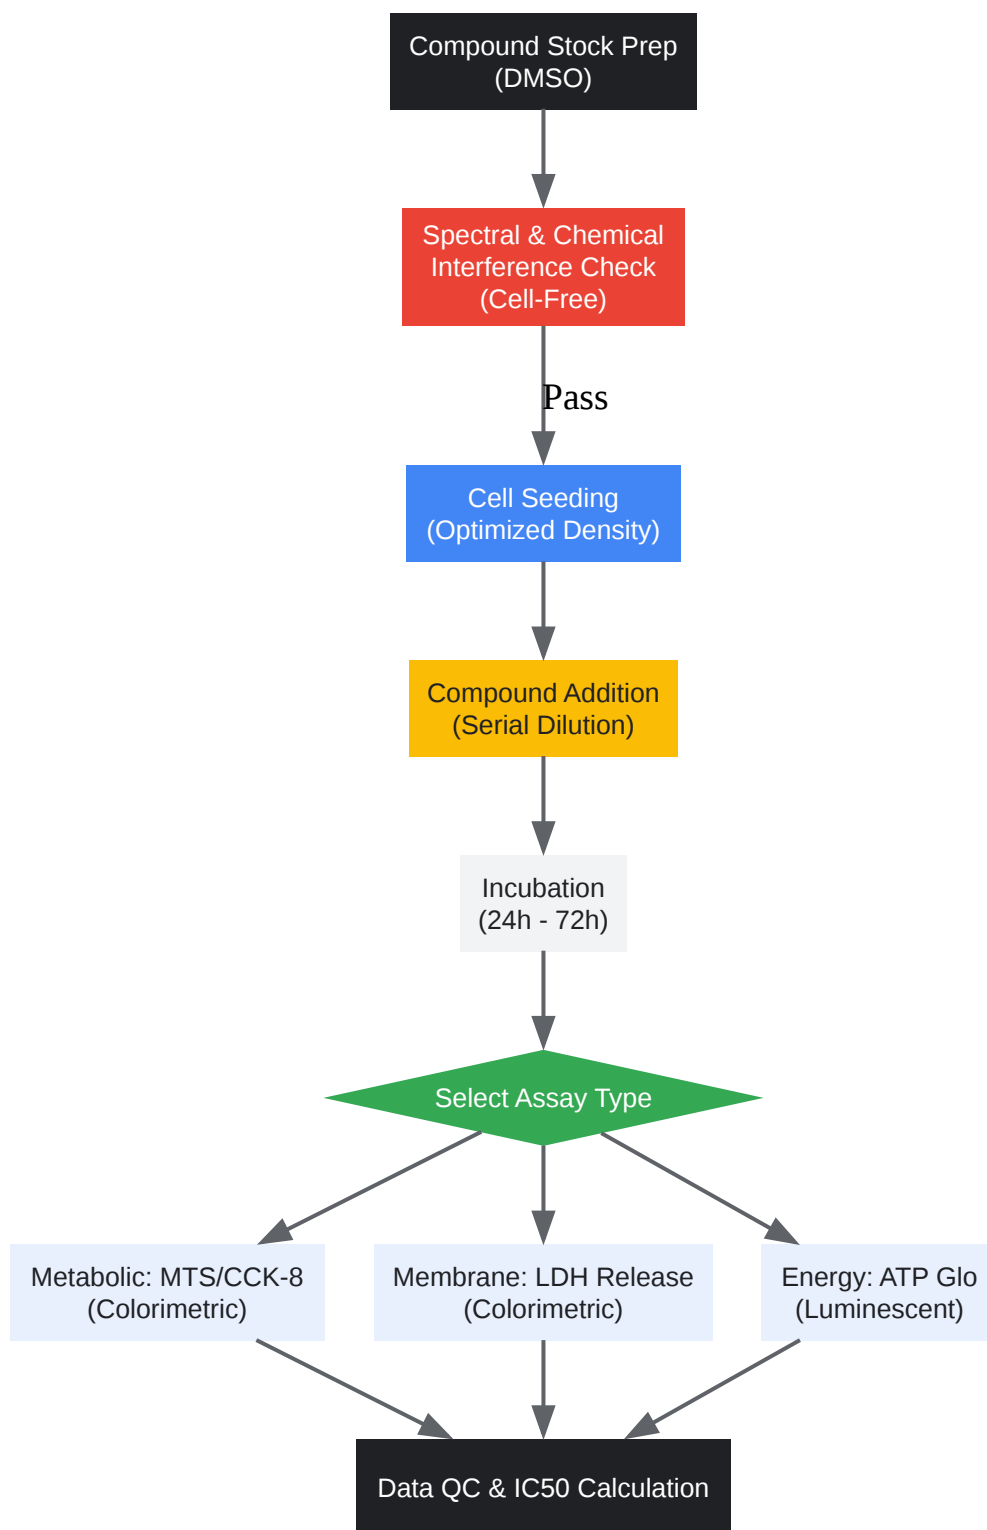 Compound Stock Prep
(DMSO)
Spectral & Chemical
Interference Check
(Cell-Free)
Pass
Cell Seeding
(Optimized Density)
Compound Addition
(Serial Dilution)
Incubation
(24h - 72h)
Select Assay Type
Metabolic: MTS/CCK-8
(Colorimetric)
Membrane: LDH Release
(Colorimetric)
Energy: ATP Glo
(Luminescent)
Data QC & IC50 Calculation